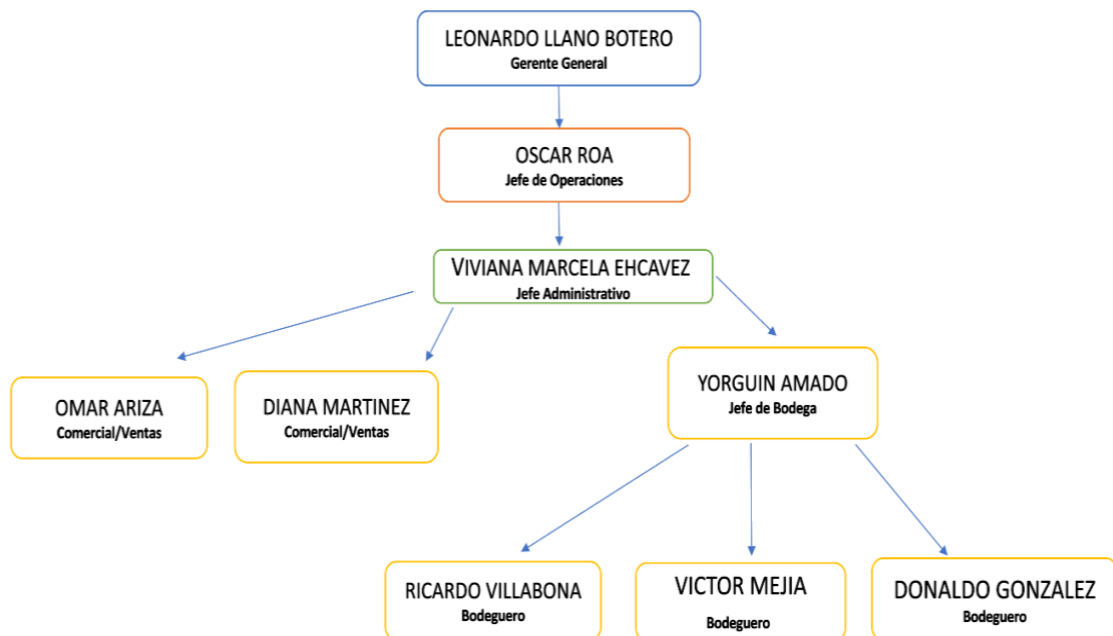 LEONARDO LLANO BOTERO
Gerente General
OSCAR ROA
Jefe de Operaciones
VIVIANA MARCELA EHCAVEZ
Jefe Administrativo
OMAR ARIZA
Comercial/Ventas
DIANA MARTINEZ
Comercial/Ventas
YORGUIN AMADO
Jefe de Bodega
RICARDO VILLABONA
Bodeguero
VICTOR MEJIA
Bodeguero
DONALDO GONZALEZ
Bodeguero